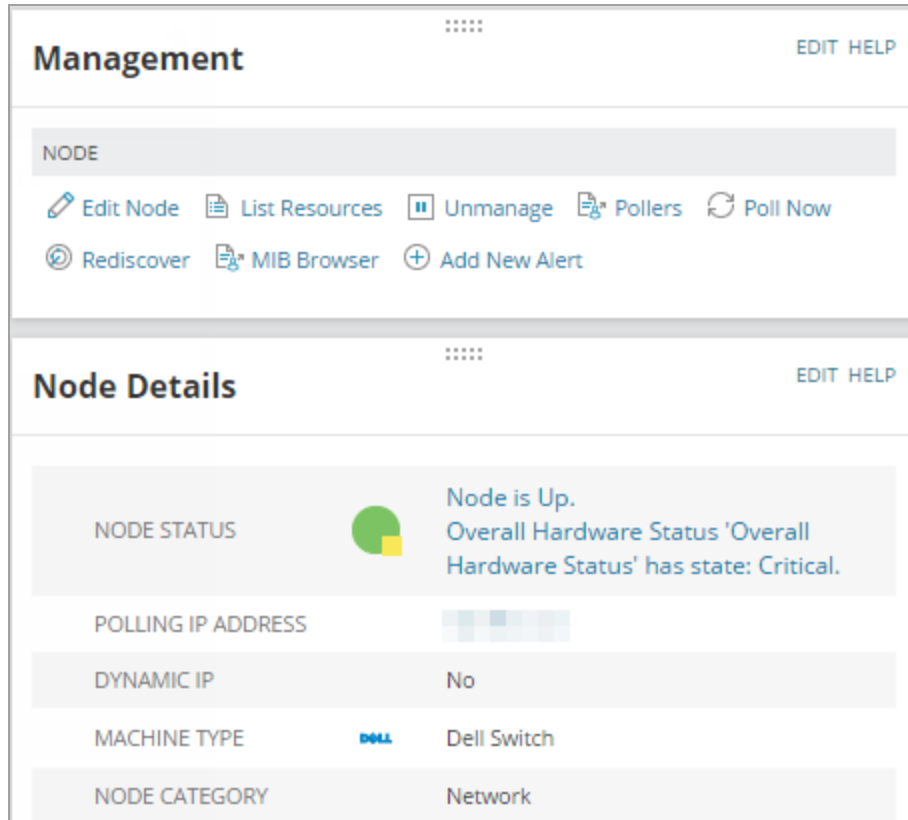 Management
EDIT HELP
NODE
Edit Node List Resources Unmanage Pollers Poll Now
Rediscover MIB Browser Add New Alert
Node Details
EDIT HELP
NODE STATUS
Node is Up.
Overall Hardware Status 'Overall
Hardware Status' has state: Critical.
POLLING IP ADDRESS
DYNAMIC IP No
MACHINE TYPE DELL Dell Switch
NODE CATEGORY Network